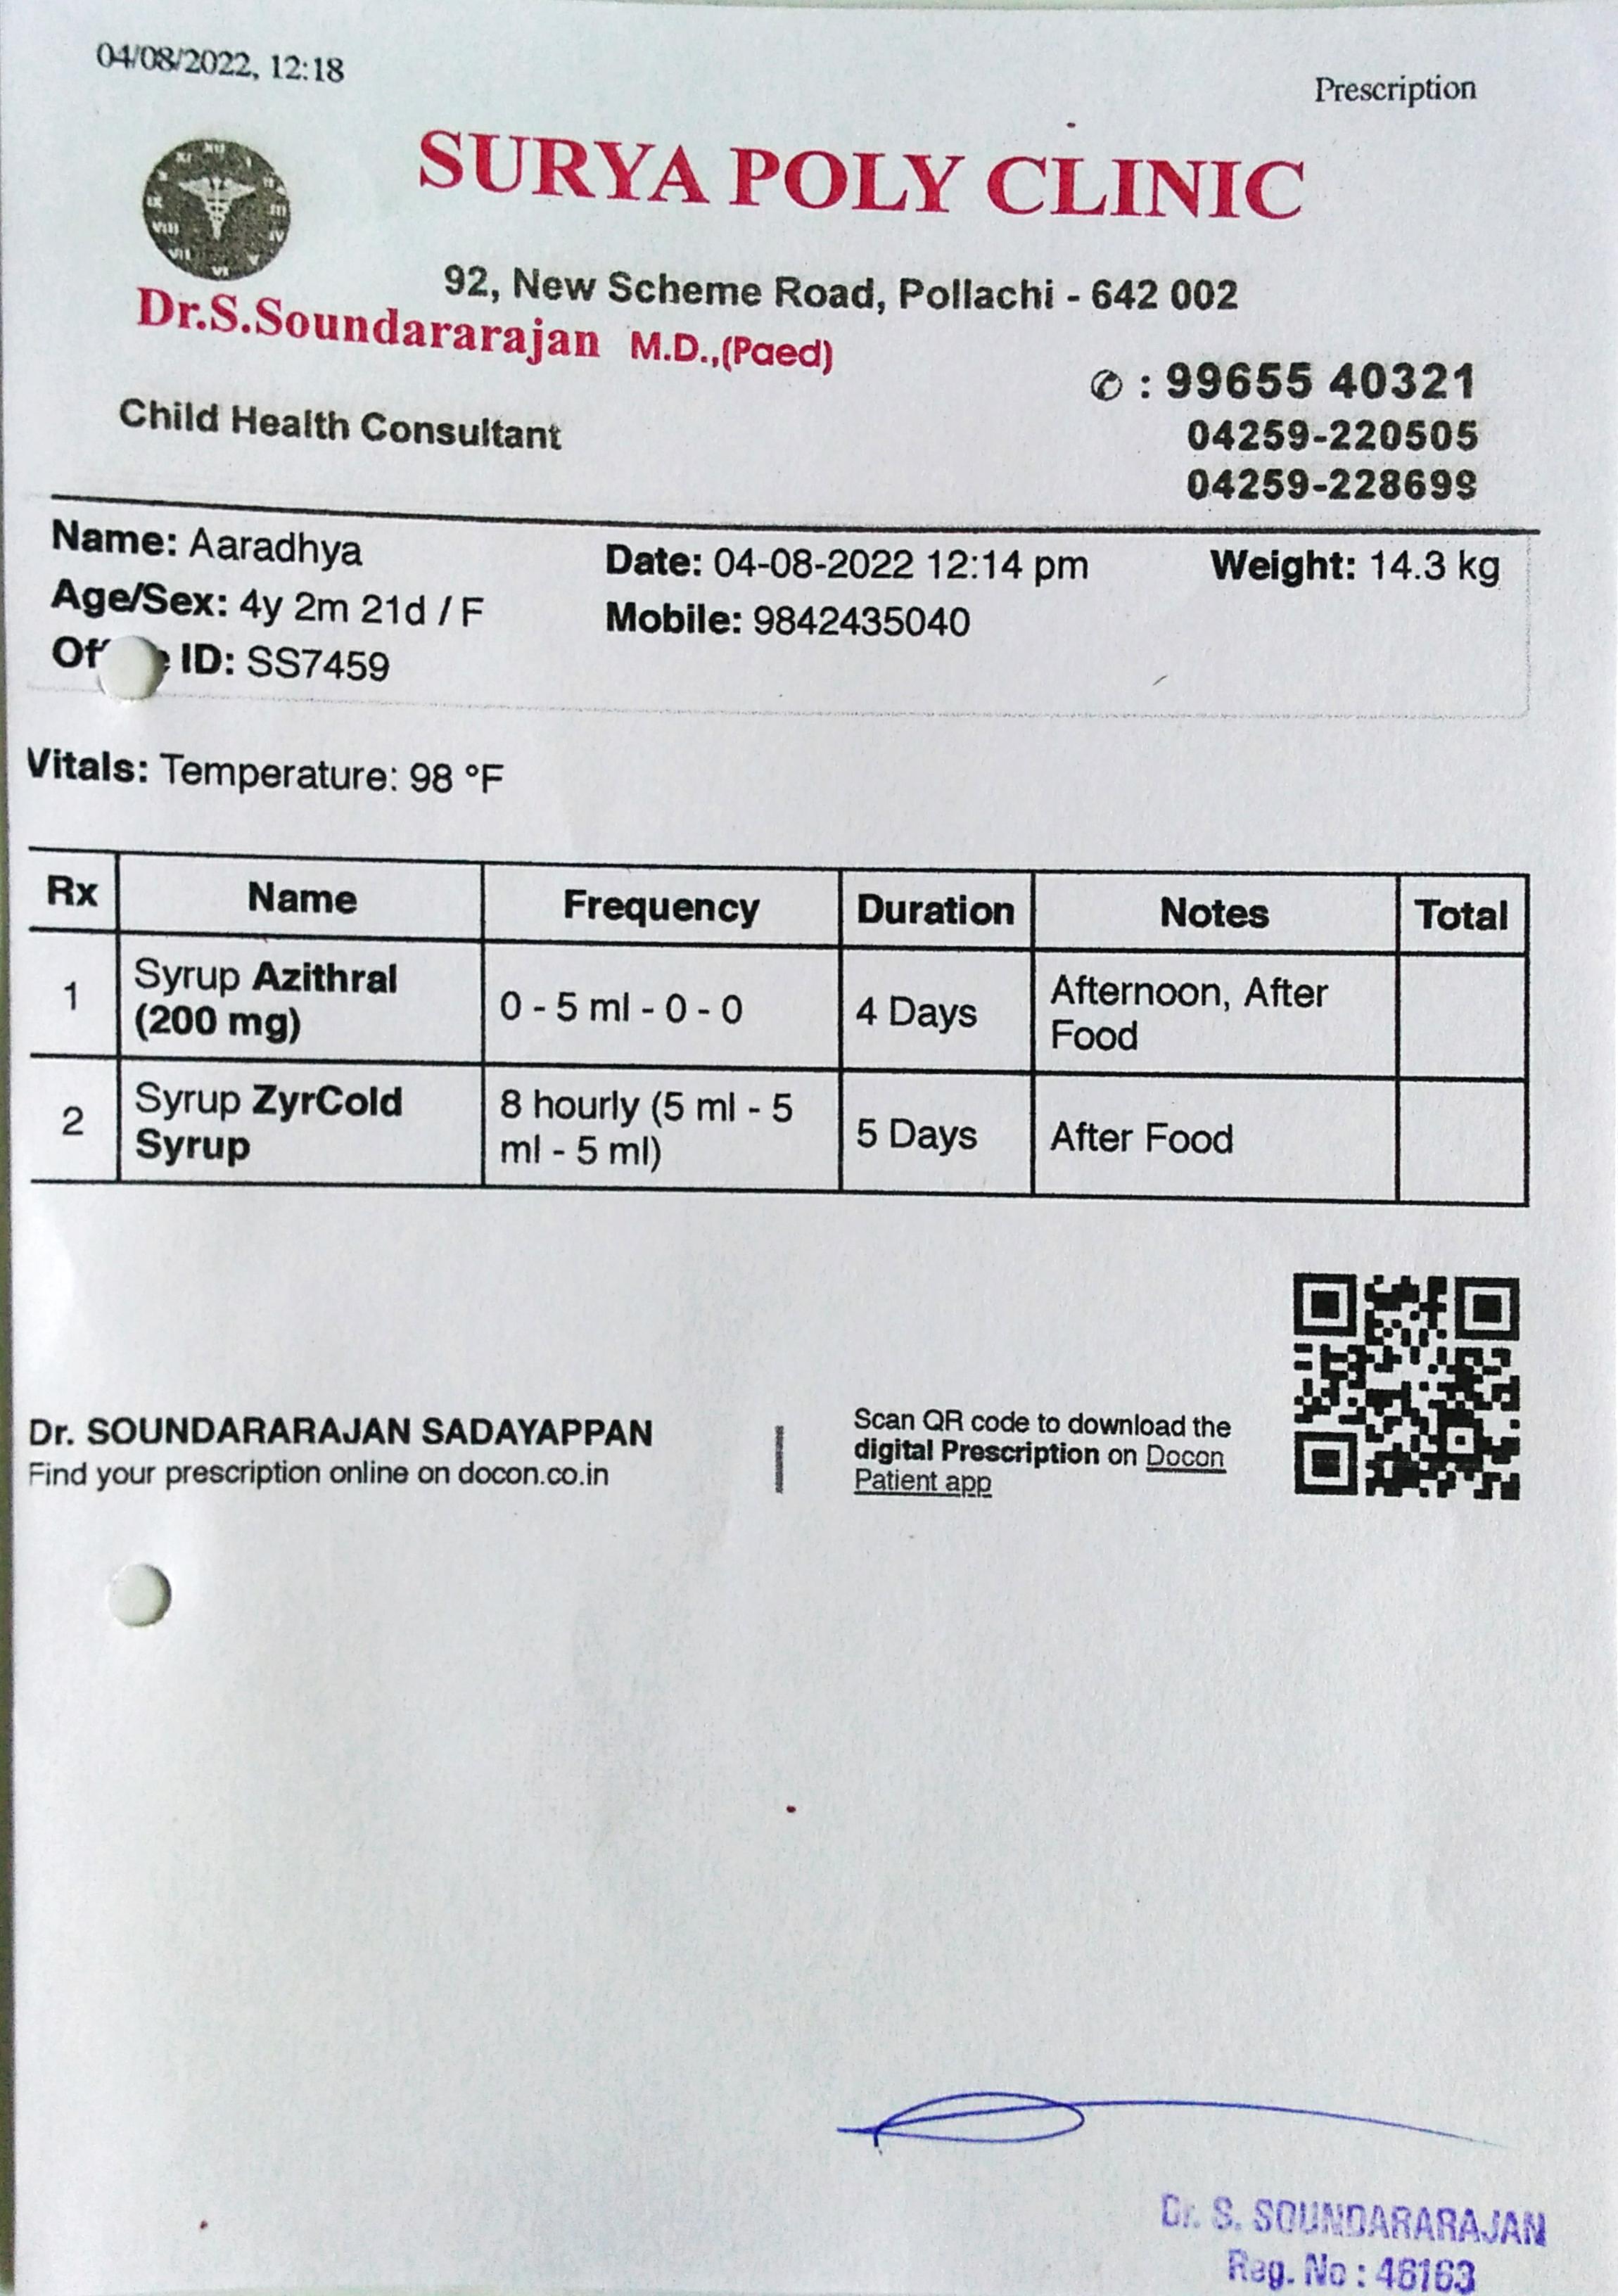 04/08/2022, 12:18
Prescription
SURYA POLY CLINIC
92, New Scheme Road, Pollachi - 642 002
Dr.S.Soundararajan M.D.,(Paed)
Child Health Consultant
✆ : 99655 40321
04259-220505
04259-228699
Name: Aaradhya
Age/Sex: 4y 2m 21d / F
ID: SS7459
Date: 04-08-2022 12:14 pm
Mobile: 9842435040
Weight: 14.3 kg
Vitals: Temperature: 98 °F
Rx Name Frequency Duration Notes Total
1 Syrup Azithral (200 mg) 0 - 5 ml - 0 - 0 4 Days Afternoon, After Food
2 Syrup ZyrCold Syrup 8 hourly (5 ml - 5 ml - 5 ml) 5 Days After Food
Dr. SOUNDARARAJAN SADAYAPPAN
Find your prescription online on docon.co.in
Scan QR code to download the
digital Prescription on Docon
Patient app
Dr. S. SOUNDARARAJAN
Reg. No : 46163